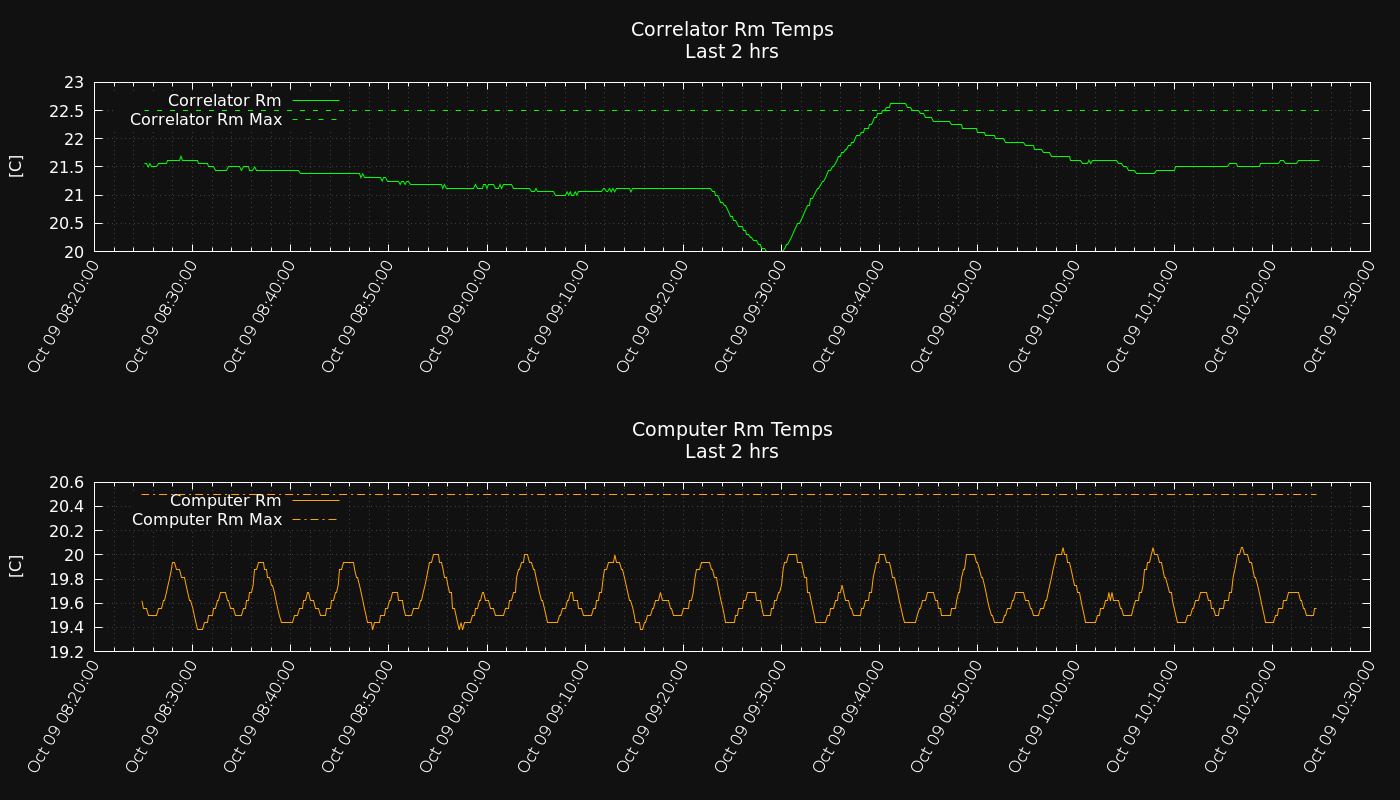 Correlator Rm Temps
Last 2 hrs
23
22.5
22
21.5
21
20.5
20
[C]
Correlator Rm
Correlator Rm Max
Oct 09 08:20:00
Oct 09 08:30:00
Oct 09 08:40:00
Oct 09 08:50:00
Oct 09 09:00:00
Oct 09 09:10:00
Oct 09 09:20:00
Oct 09 09:30:00
Oct 09 09:40:00
Oct 09 09:50:00
Oct 09 10:00:00
Oct 09 10:10:00
Oct 09 10:20:00
Oct 09 10:30:00
Computer Rm Temps
Last 2 hrs
20.6
20.4
20.2
20
19.8
19.6
19.4
19.2
[C]
Computer Rm
Computer Rm Max
Oct 09 08:20:00
Oct 09 08:30:00
Oct 09 08:40:00
Oct 09 08:50:00
Oct 09 09:00:00
Oct 09 09:10:00
Oct 09 09:20:00
Oct 09 09:30:00
Oct 09 09:40:00
Oct 09 09:50:00
Oct 09 10:00:00
Oct 09 10:10:00
Oct 09 10:20:00
Oct 09 10:30:00